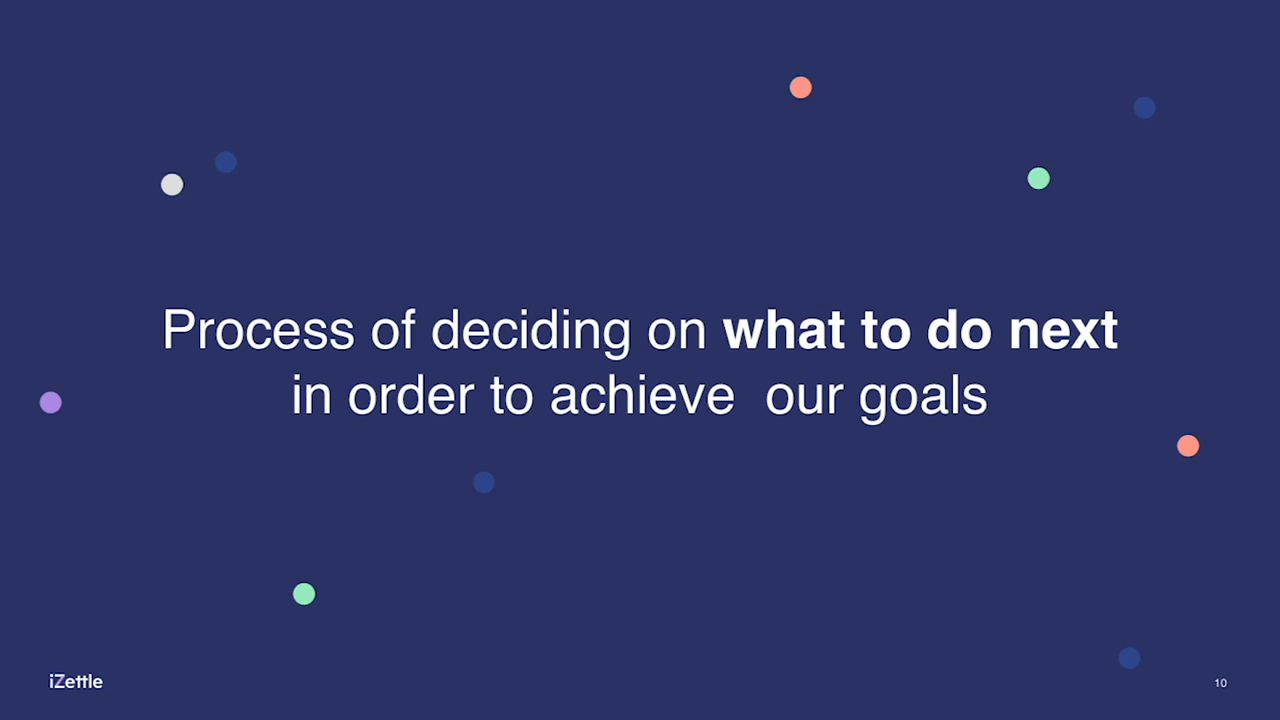 Process of deciding on what to do next
in order to achieve  our goals
iZettle
10